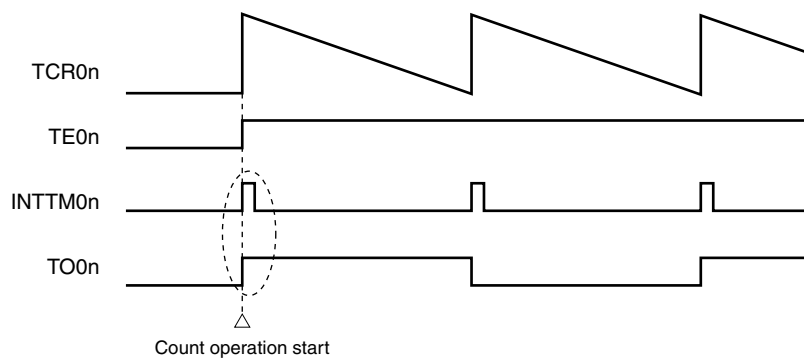 TCR0n
TE0n
INTTM0n
TO0n
Count operation start